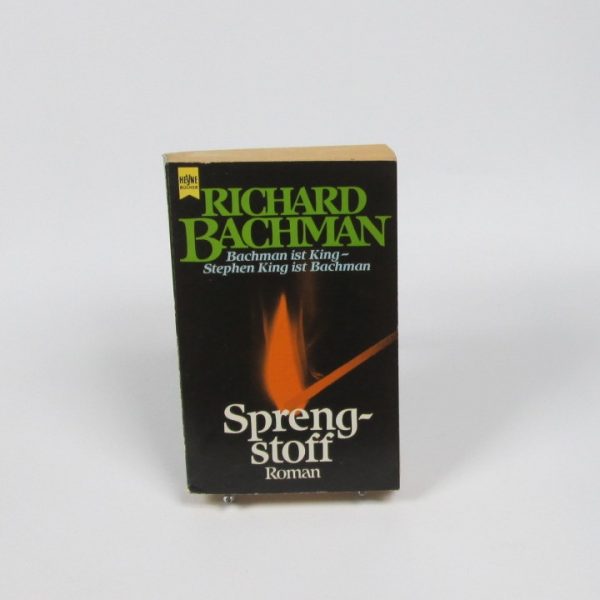 HEYNE
BÜCHER
RICHARD
BACHMAN
Bachman ist King~
Stephen King ist Bachman
Spreng-
stoff
Roman